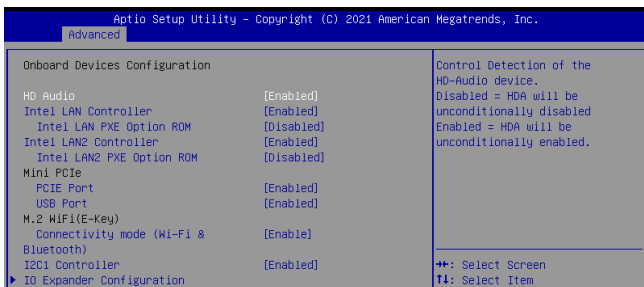 Aptio Setup Utility – Copyright (C) 2021 American Megatrends, Inc.
Advanced
Onboard Devices Configuration
HD Audio [Enabled]
Intel LAN Controller [Enabled]
Intel LAN PXE Option ROM [Disabled]
Intel LAN2 Controller [Enabled]
Intel LAN2 PXE Option ROM [Disabled]
Mini PCIe
PCIE Port [Enabled]
USB Port [Enabled]
M.2 WiFi(E-Key)
Connectivity mode (Wi-Fi & [Enable]
Bluetooth)
I2C1 Controller [Enabled]
IO Expander Configuration
Control Detection of the
HD-Audio device.
Disabled = HDA will be
unconditionally disabled
Enabled = HDA will be
unconditionally enabled.
→←: Select Screen
↑↓: Select Item